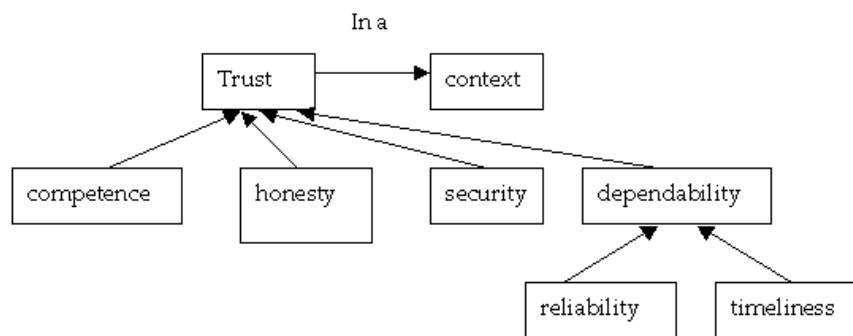 In a
Trust
context
competence
honesty
security
dependability
reliability
timeliness